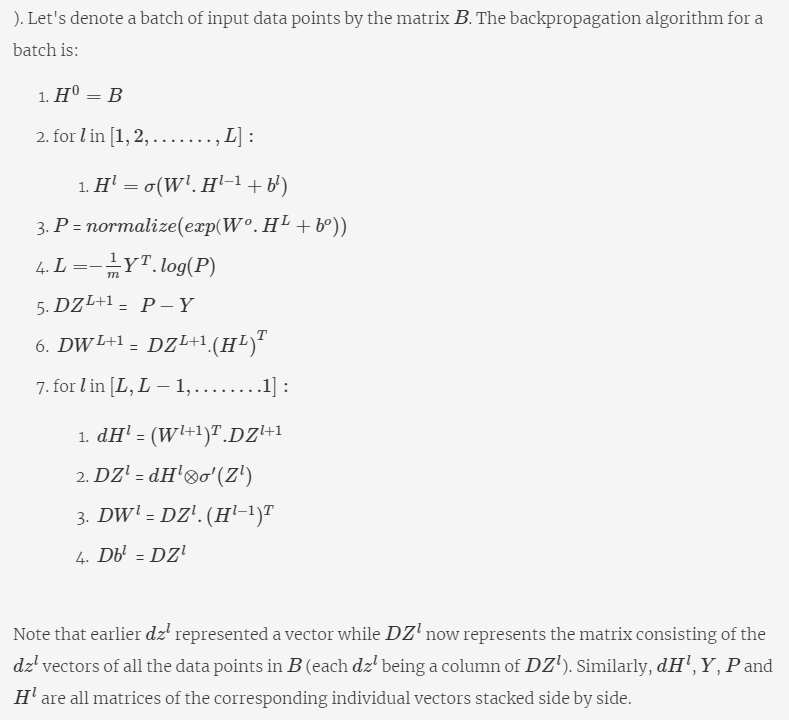 ). Let's denote a batch of input data points by the matrix B. The backpropagation algorithm for a
batch is:
1. H⁰ = B
2. for l in [1, 2, . . . . . . . , L] :
1. Hˡ = σ(Wˡ. Hˡ⁻¹ + bˡ)
3. P = normalize(exp(Wᵒ. Hᴸ + bᵒ))
4. L =−1/m Yᵀ. log(P)
5. DZᴸ⁺¹ = P − Y
6. DWᴸ⁺¹ = DZᴸ⁺¹.(Hᴸ)ᵀ
7. for l in [L, L − 1, . . . . . . . .1] :
1. dHˡ = (Wˡ⁺¹)ᵀ.DZˡ⁺¹
2. DZˡ = dHˡ⊗σ′(Zˡ)
3. DWˡ = DZˡ. (Hˡ⁻¹)ᵀ
4. Dbˡ = DZˡ
Note that earlier dzˡ represented a vector while DZˡ now represents the matrix consisting of the
dzˡ vectors of all the data points in B (each dzˡ being a column of DZˡ). Similarly, dHˡ, Y, P and
Hˡ are all matrices of the corresponding individual vectors stacked side by side.